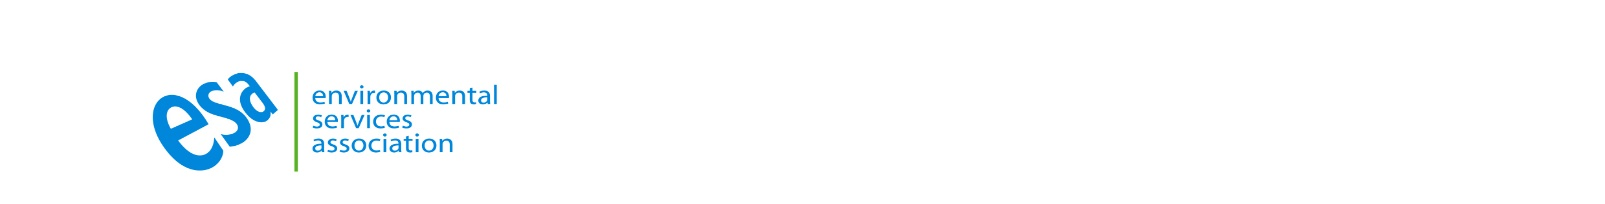 esa
environmental
services
association